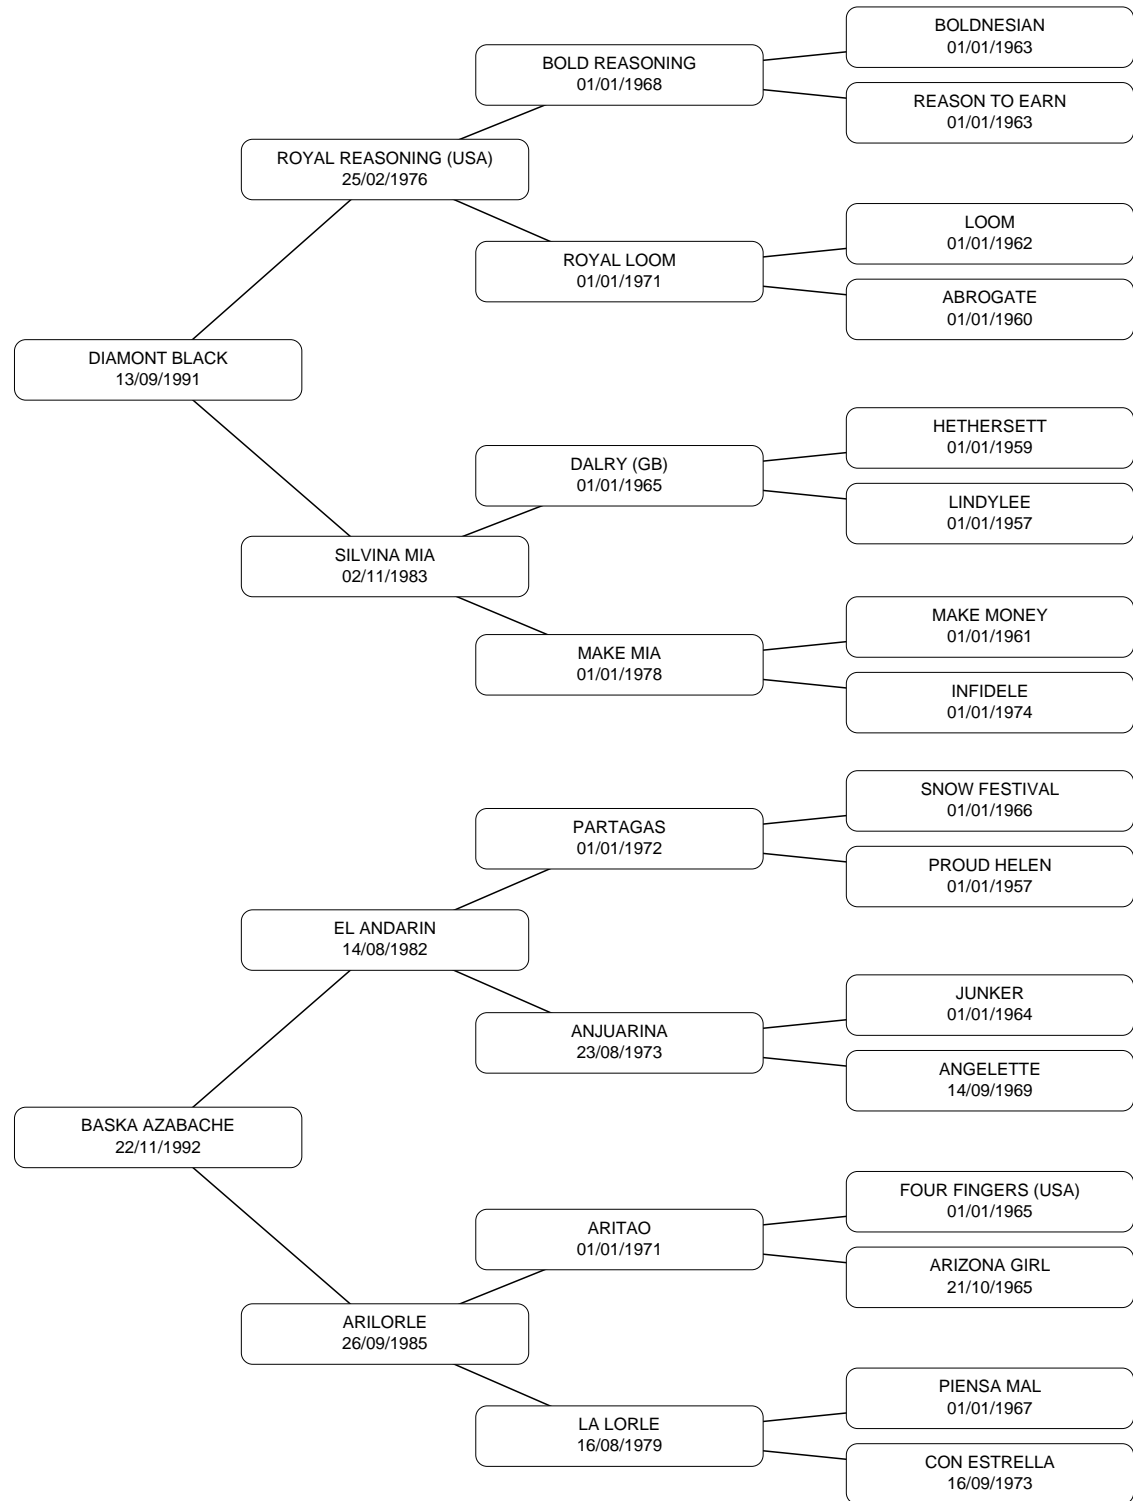 BOLDNESIAN
01/01/1963
BOLD REASONING
01/01/1968
REASON TO EARN
01/01/1963
ROYAL REASONING (USA)
25/02/1976
LOOM
01/01/1962
ROYAL LOOM
01/01/1971
ABROGATE
01/01/1960
DIAMONT BLACK
13/09/1991
HETHERSETT
01/01/1959
DALRY (GB)
01/01/1965
LINDYLEE
01/01/1957
SILVINA MIA
02/11/1983
MAKE MONEY
01/01/1961
MAKE MIA
01/01/1978
INFIDELE
01/01/1974
SNOW FESTIVAL
01/01/1966
PARTAGAS
01/01/1972
PROUD HELEN
01/01/1957
EL ANDARIN
14/08/1982
JUNKER
01/01/1964
ANJUARINA
23/08/1973
ANGELETTE
14/09/1969
BASKA AZABACHE
22/11/1992
FOUR FINGERS (USA)
01/01/1965
ARITAO
01/01/1971
ARIZONA GIRL
21/10/1965
ARILORLE
26/09/1985
PIENSA MAL
01/01/1967
LA LORLE
16/08/1979
CON ESTRELLA
16/09/1973